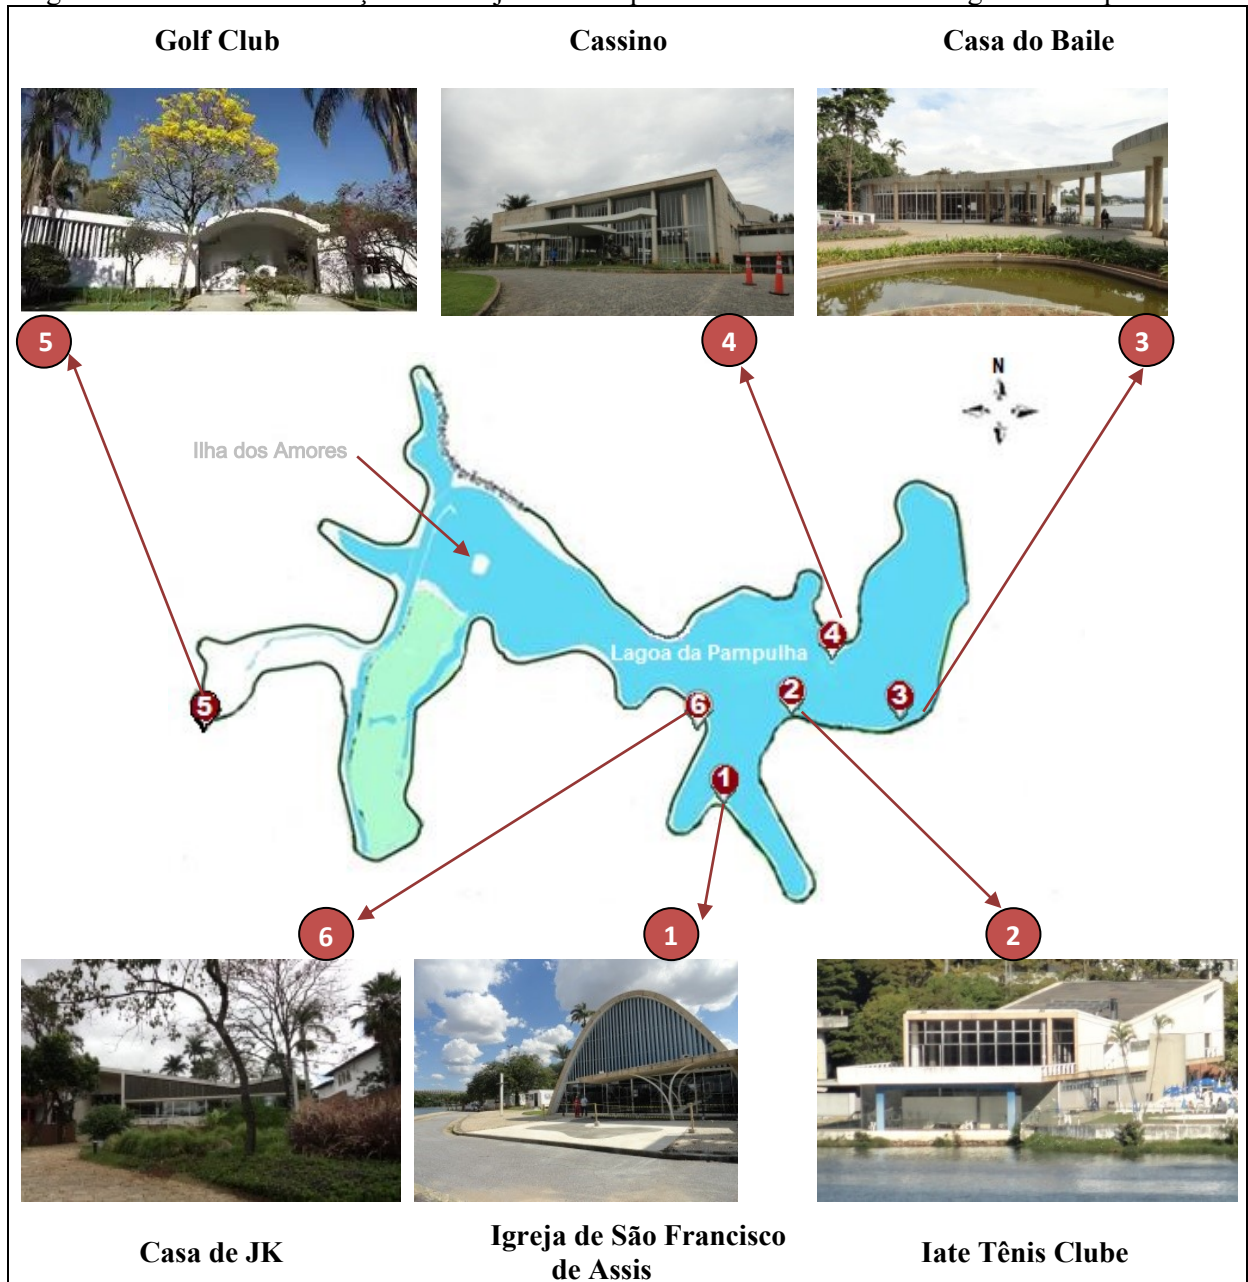 Golf Club
Cassino
Casa do Baile
5
4
3
N
Ilha dos Amores
4
Lagoa da Pampulha
2
3
5
6
1
6
1
2
Casa de JK
Igreja de São Francisco
de Assis
Iate Tênis Clube